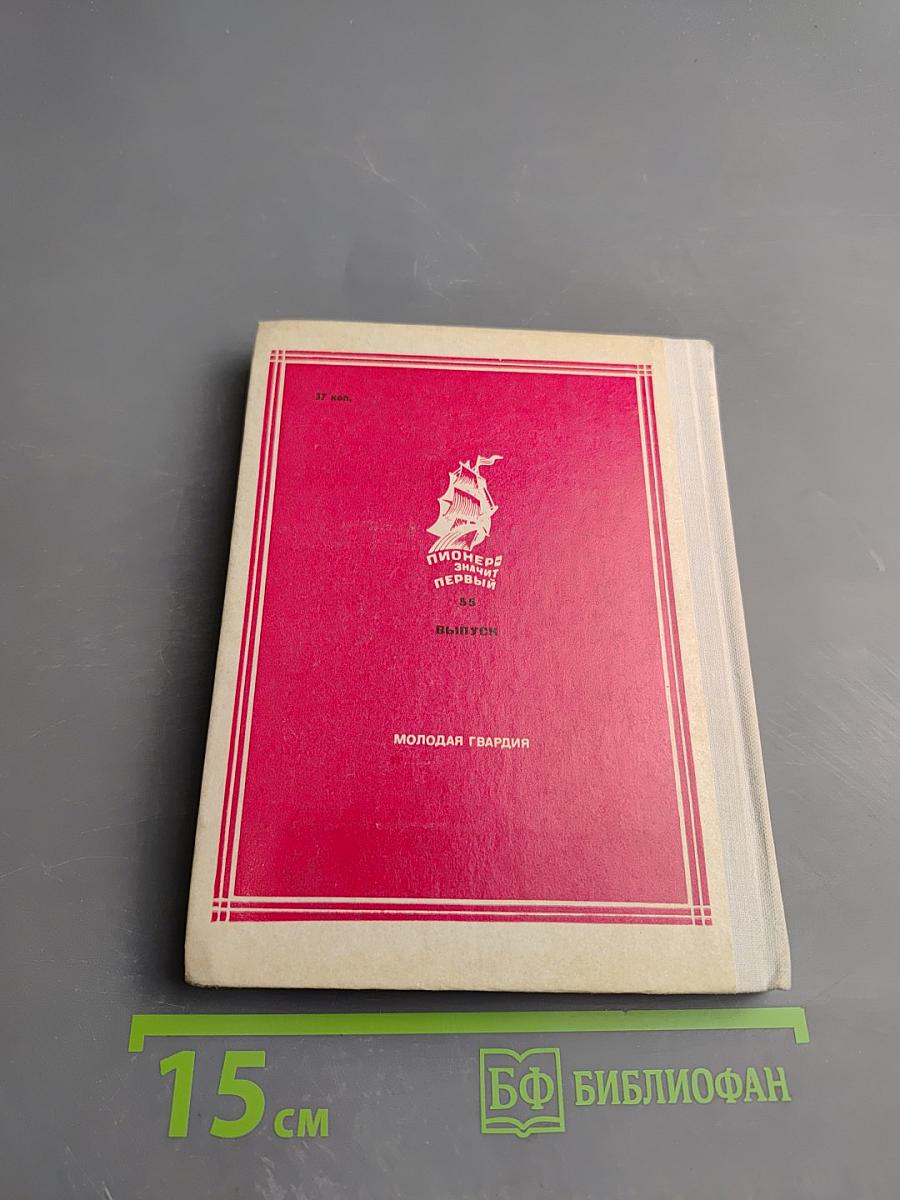 37 коп.
ПИОНЕР
ЗНАЧИТ
ПЕРВЫЙ
55
ВЫПУСК
МОЛОДАЯ ГВАРДИЯ
15 см
БФ БИБЛИОФАН